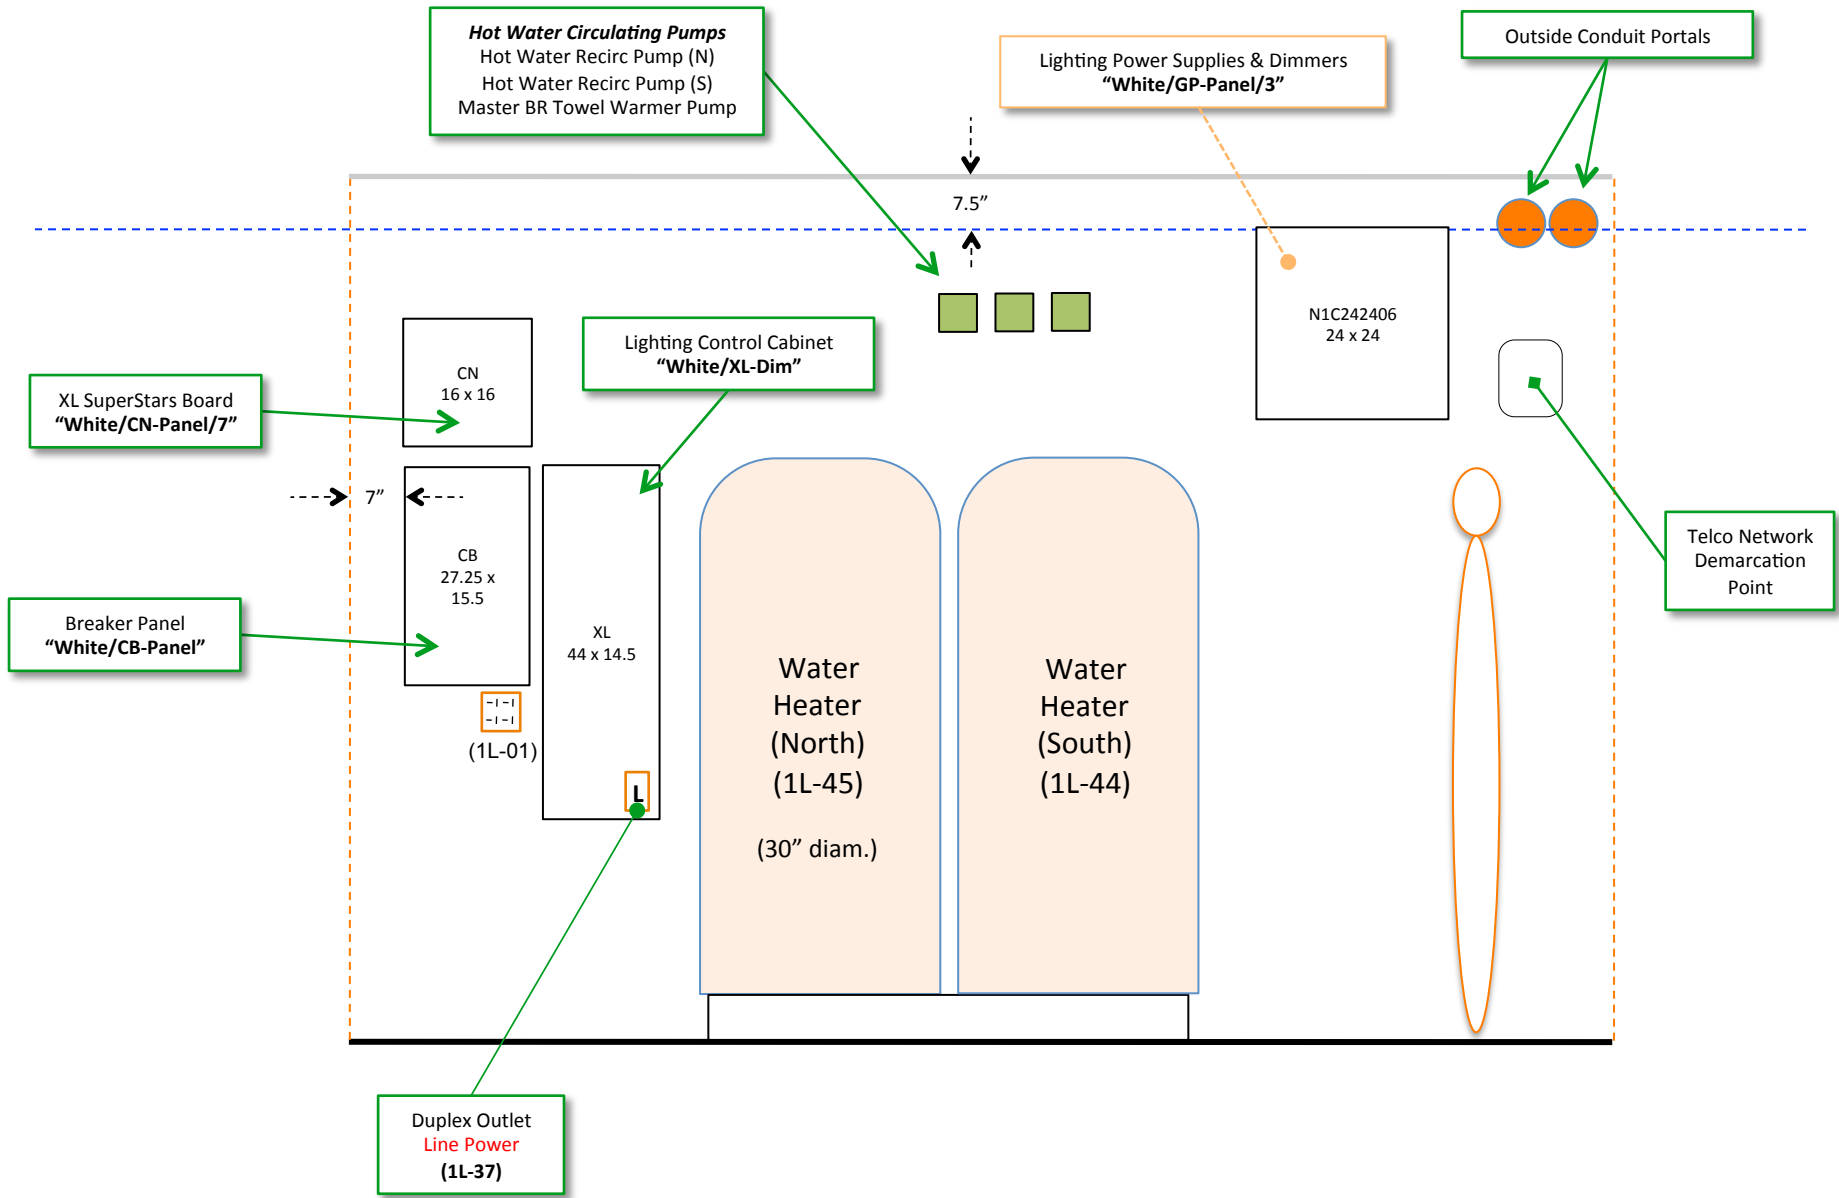 Hot Water Circulating Pumps
Hot Water Recirc Pump (N)
Hot Water Recirc Pump (S)
Master BR Towel Warmer Pump
Lighting Power Supplies & Dimmers
“White/GP-Panel/3”
Outside Conduit Portals
7.5”
N1C242406
24 x 24
CN
16 x 16
Lighting Control Cabinet
“White/XL-Dim”
XL SuperStars Board
“White/CN-Panel/7”
7”
CB
27.25 x
15.5
Telco Network
Demarcation
Point
Breaker Panel
“White/CB-Panel”
XL
44 x 14.5
(1L-01)
L
Water
Heater
(North)
(1L-45)
(30” diam.)
Water
Heater
(South)
(1L-44)
Duplex Outlet
Line Power
(1L-37)